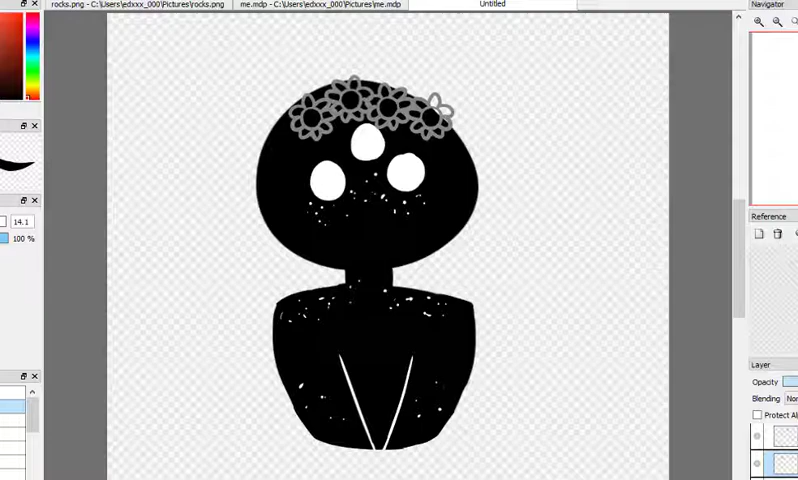 rocks.png - C:\Users\edxxx_000\Pictures\rocks.png
me.mdp - C:\Users\edxxx_000\Pictures\me.mdp
Untitled
Navigator
14.1
100 %
Reference
Layer
Opacity
Blending
Protect Al